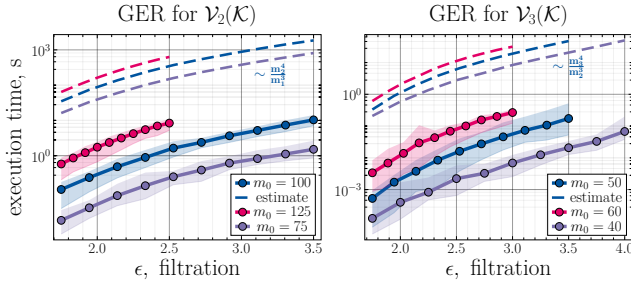 GER for V₂(K)
execution time, s
10³
10⁰
∼ m₁⁴/m₁³
m₀ = 100
estimate
m₀ = 125
m₀ = 75
2.0 2.5 3.0 3.5
ϵ, filtration
GER for V₃(K)
10⁰
10⁻³
∼ m₂⁴/m₂³
m₀ = 50
estimate
m₀ = 60
m₀ = 40
2.0 2.5 3.0 3.5 4.0
ϵ, filtration